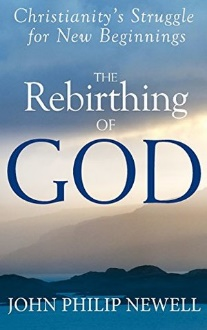 Christianity's Struggle
for New Beginnings
THE
Rebirthing
OF
GOD
JOHN PHILIP NEWELL